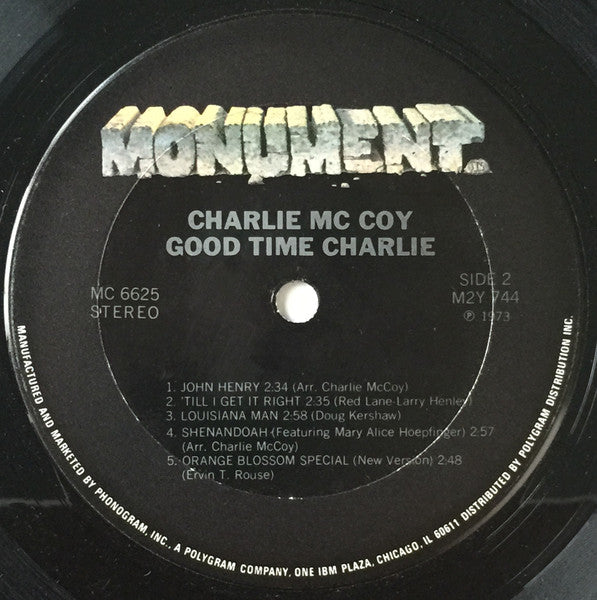 MONUMENT
TM
CHARLIE MC COY
GOOD TIME CHARLIE
MC 6625
STEREO
SIDE 2
M2Y 744
℗ 1973
1. JOHN HENRY 2:34 (Arr. Charlie McCoy)
2. 'TILL I GET IT RIGHT 2:35 (Red Lane-Larry Henley)
3. LOUISIANA MAN 2:58 (Doug Kershaw)
4. SHENANDOAH (Featuring Mary Alice Hoepfinger) 2:57
(Arr. Charlie McCoy)
5. ORANGE BLOSSOM SPECIAL (New Version) 2:48
(Ervin T. Rouse)
MANUFACTURED AND MARKETED BY PHONOGRAM, INC., A POLYGRAM COMPANY, ONE IBM PLAZA, CHICAGO, IL 60611 DISTRIBUTED BY POLYGRAM DISTRIBUTION INC.